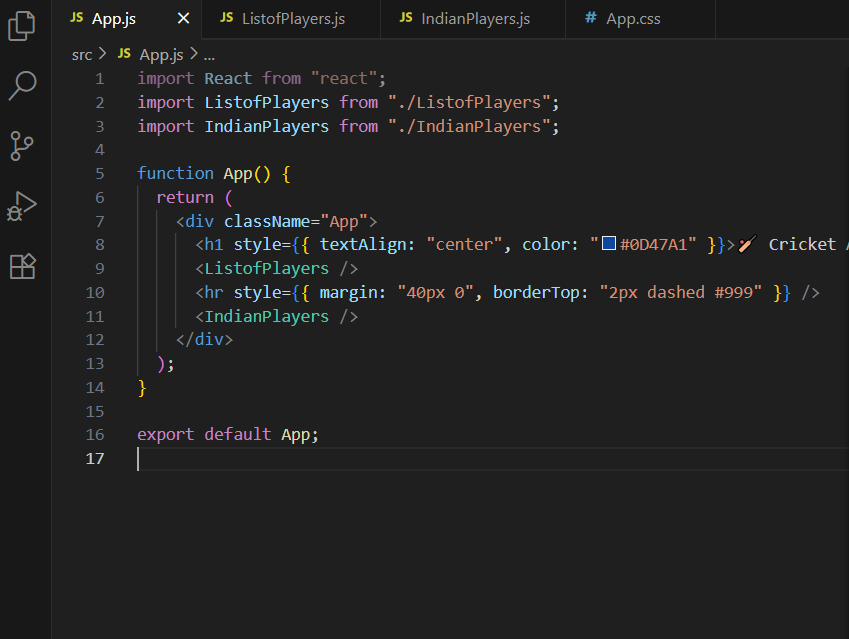 JS App.js × JS ListofPlayers.js JS IndianPlayers.js # App.css
src > JS App.js > ...
1 import React from "react";
2 import ListofPlayers from "./ListofPlayers";
3 import IndianPlayers from "./IndianPlayers";
4
5 function App() {
6 return (
7 <div className="App">
8 <h1 style={{ textAlign: "center", color: "#0D47A1" }}>🏏 Cricket
9 <ListofPlayers />
10 <hr style={{ margin: "40px 0", borderTop: "2px dashed #999" }} />
11 <IndianPlayers />
12 </div>
13 );
14 }
15
16 export default App;
17